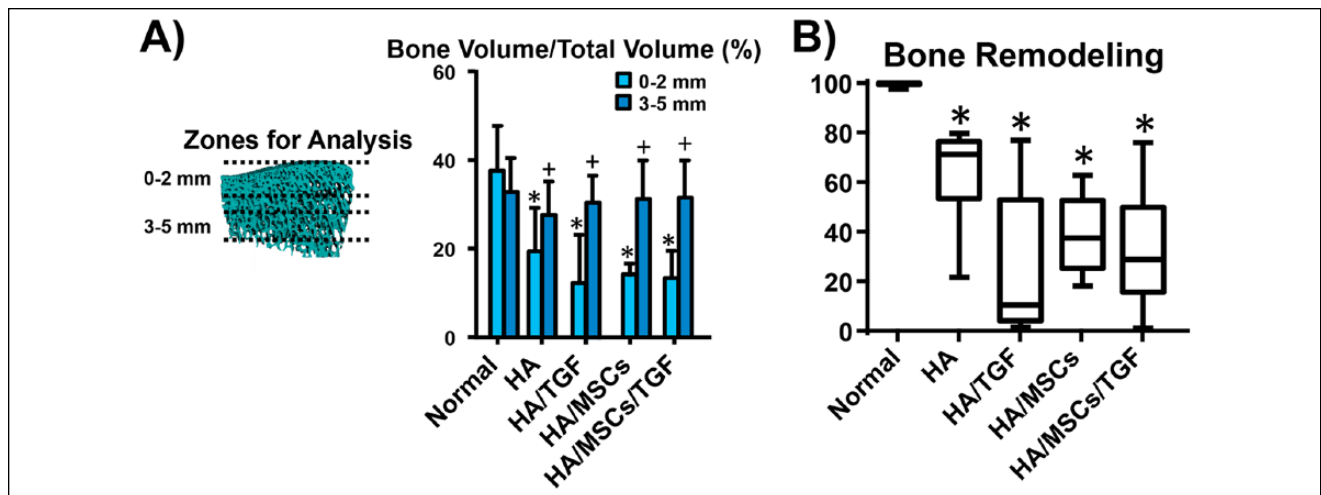 A)
Zones for Analysis
0-2 mm
3-5 mm
Bone Volume/Total Volume (%)
0-2 mm
3-5 mm
60
40
20
0
* + * + * + * +
Normal
HA
HA/TGF
HA/MSCs
HA/MSCs/TGF
B)
Bone Remodeling
100
80
60
40
20
0
* * * *
Normal
HA
HA/TGF
HA/MSCs
HA/MSCs/TGF